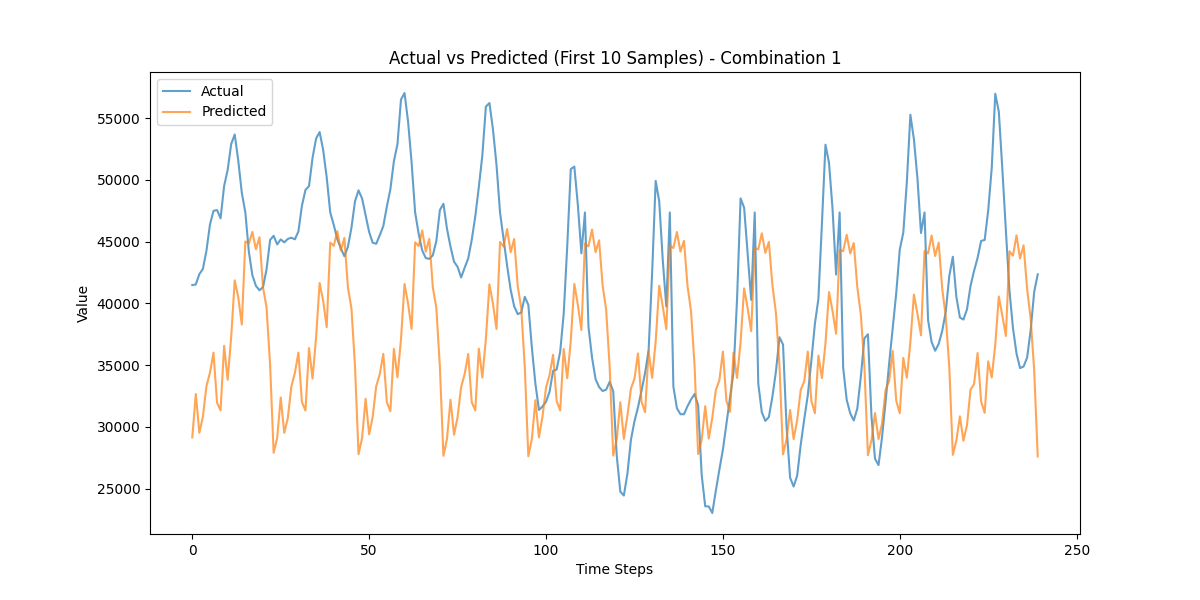 Actual vs Predicted (First 10 Samples) - Combination 1
Actual
Predicted
55000
50000
45000
40000
35000
30000
25000
Value
0 50 100 150 200 250
Time Steps